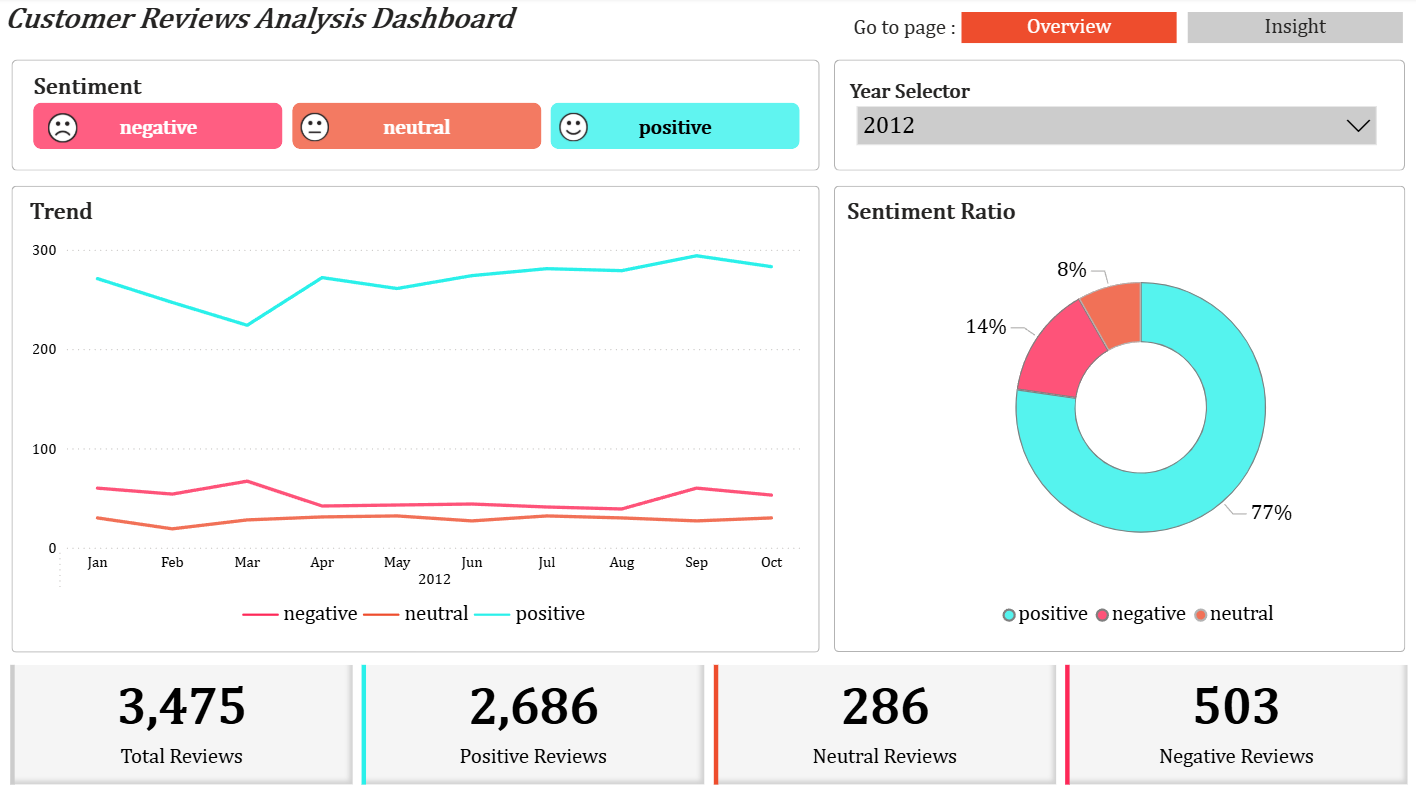 Customer Reviews Analysis Dashboard
Go to page : Overview Insight
Sentiment
negative neutral positive
Year Selector
2012
Trend
300
200
100
0
Jan Feb Mar Apr May Jun Jul Aug Sep Oct
2012
negative neutral positive
Sentiment Ratio
8%
14%
77%
positive negative neutral
3,475
Total Reviews
2,686
Positive Reviews
286
Neutral Reviews
503
Negative Reviews